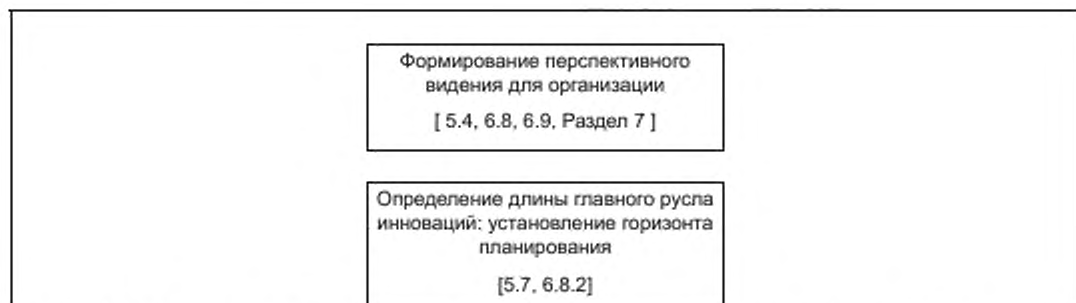 Формирование перспективного
видения для организации
[ 5.4, 6.8, 6.9, Раздел 7 ]
Определение длины главного русла
инноваций: установление горизонта
планирования
[5.7, 6.8.2]